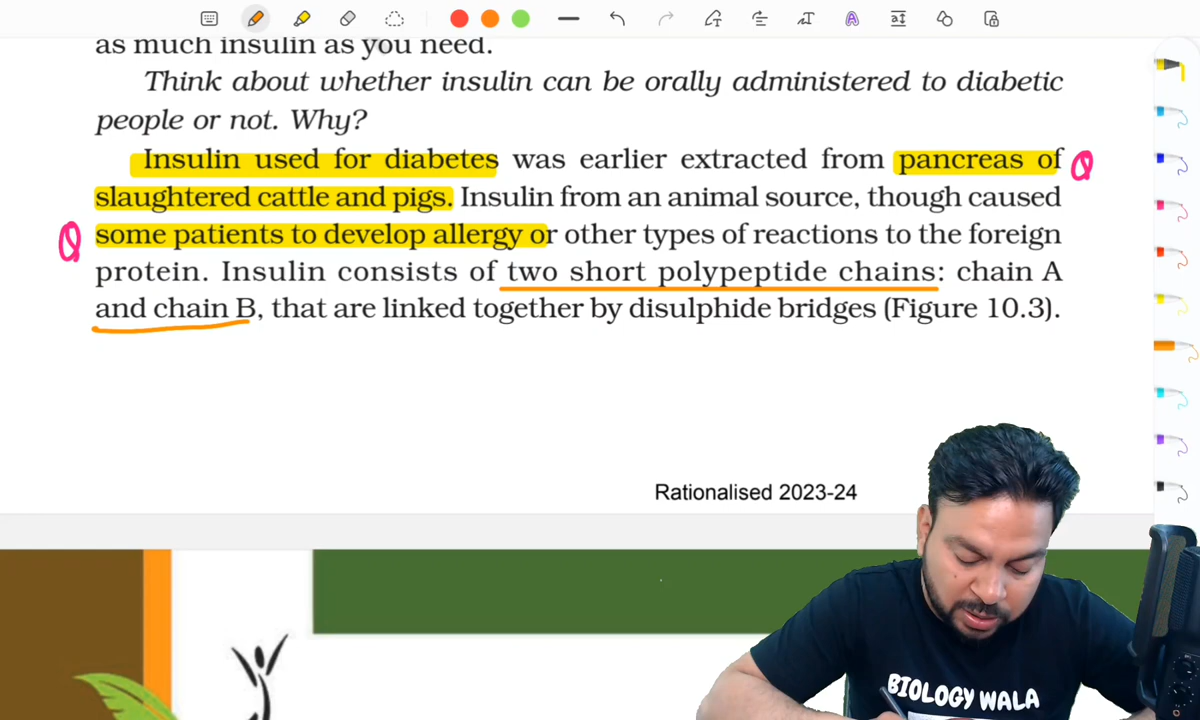 as much insulin as you need.
Think about whether insulin can be orally administered to diabetic
people or not. Why?
Insulin used for diabetes was earlier extracted from pancreas of
slaughtered cattle and pigs. Insulin from an animal source, though caused
some patients to develop allergy or other types of reactions to the foreign
protein. Insulin consists of two short polypeptide chains: chain A
and chain B, that are linked together by disulphide bridges (Figure 10.3).
Rationalised 2023-24
BIOLOGY WALA